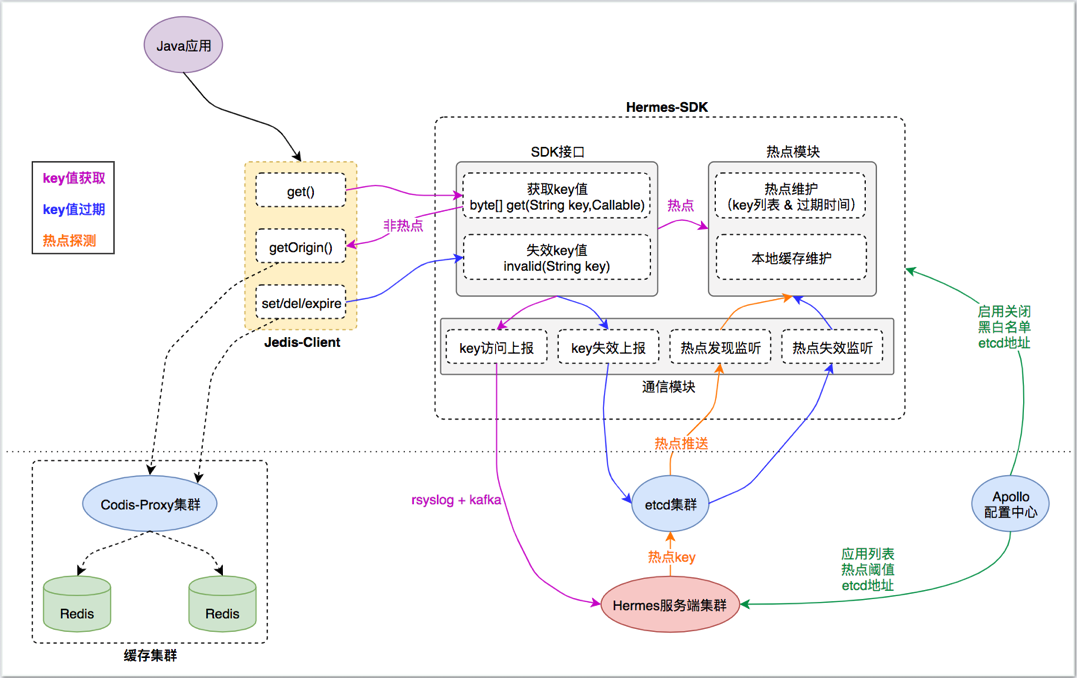 Java应用
Hermes-SDK
key值获取
key值过期
热点探测
get()
getOrigin()
set/del/expire
Jedis-Client
非热点
SDK接口
获取key值
byte[] get(String key,Callable)
失效key值
invalid(String key)
热点
热点模块
热点维护
（key列表 & 过期时间）
本地缓存维护
key访问上报
key失效上报
热点发现监听
热点失效监听
通信模块
启用关闭
黑白名单
etcd地址
热点推送
rsyslog + kafka
Codis-Proxy集群
Redis
Redis
缓存集群
etcd集群
热点key
Hermes服务端集群
Apollo
配置中心
应用列表
热点阈值
etcd地址